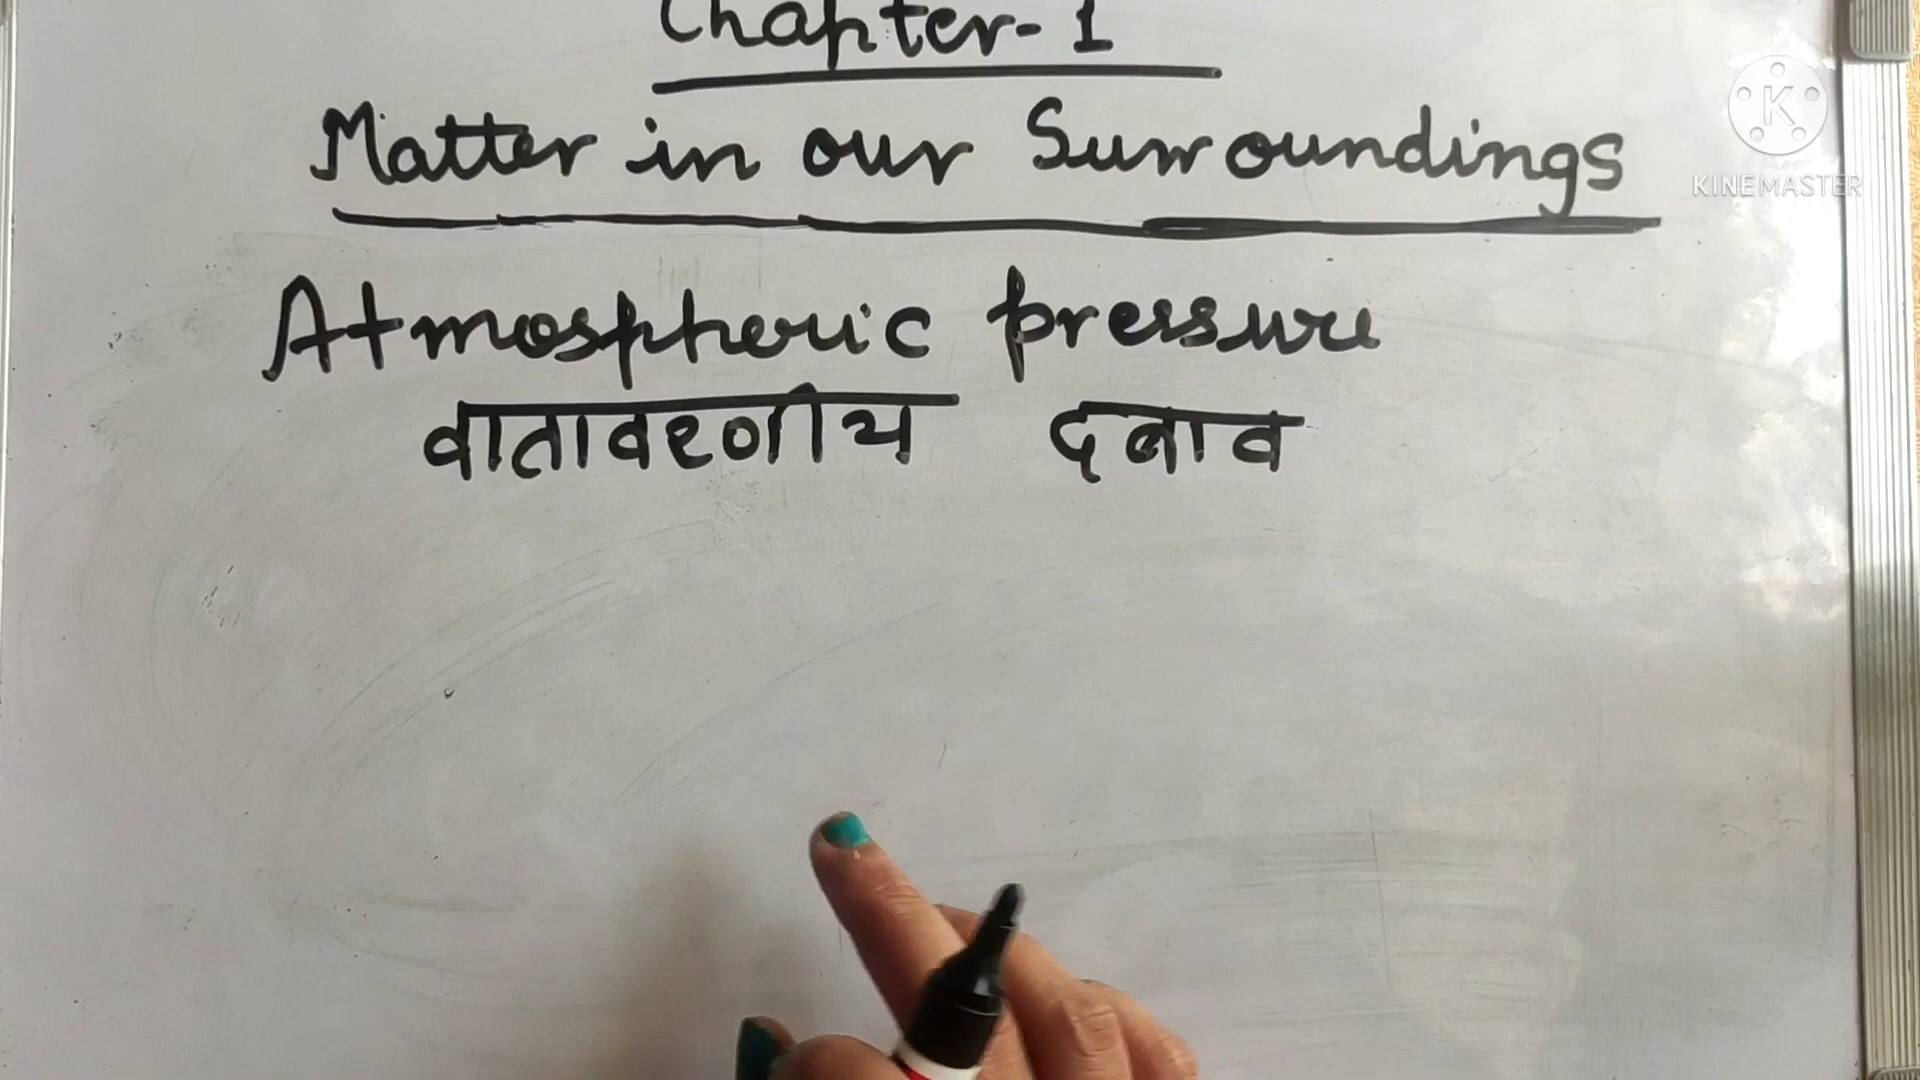 Chapter-1
Matter in our Surroundings
Atmospheric pressure
वातावरणीय दबाव
K
KINEMASTER